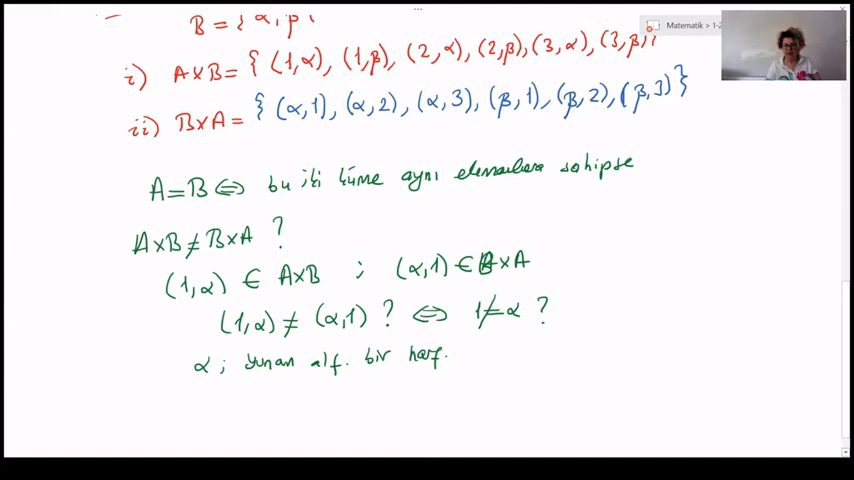 B = {α, β}
Matematik > 1-2
i) A×B = { (1,α), (1,β), (2,α), (2,β), (3,α), (3,β)
ii) B×A = { (α,1), (α,2), (α,3), (β,1), (β,2), (β,3) }
A=B ⇔ bu iki küme aynı elemanlara sahipse
A×B ≠ B×A ?
(1,α) ∈ A×B ; (α,1) ∈ B×A
(1,α) ≠ (α,1) ? ⇔ 1≠α ?
α ; yunan alf. bir harf.